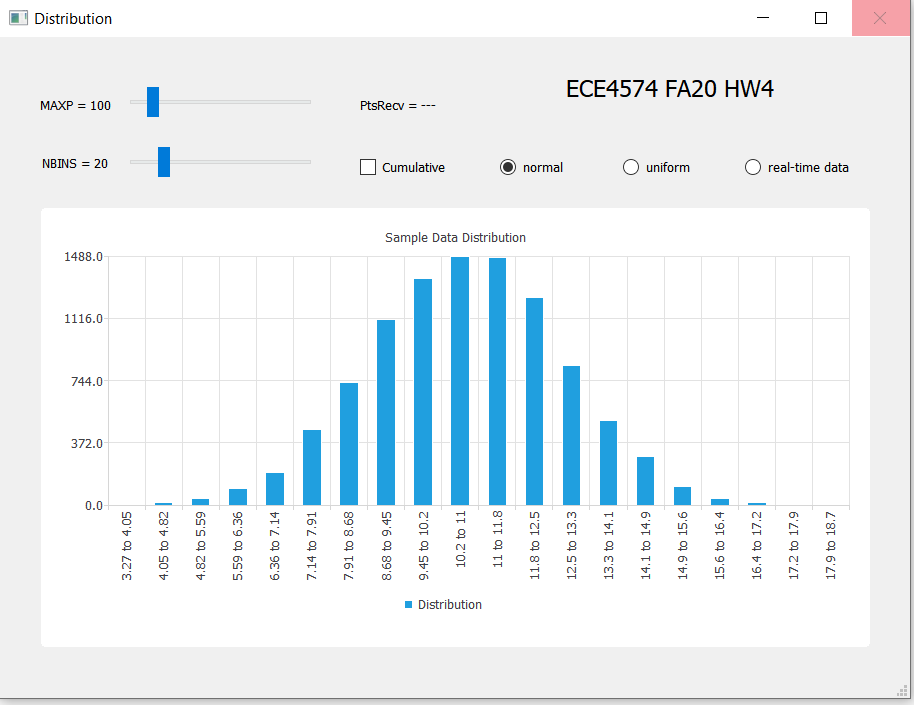 Distribution
ECE4574 FA20 HW4
MAXP = 100
PtsRecv = ---
NBINS = 20
Cumulative
normal
uniform
real-time data
Sample Data Distribution
1488.0
1116.0
744.0
372.0
0.0
3.27 to 4.05
4.05 to 4.82
4.82 to 5.59
5.59 to 6.36
6.36 to 7.14
7.14 to 7.91
7.91 to 8.68
8.68 to 9.45
9.45 to 10.2
10.2 to 11
11 to 11.8
11.8 to 12.5
12.5 to 13.3
13.3 to 14.1
14.1 to 14.9
14.9 to 15.6
15.6 to 16.4
16.4 to 17.2
17.2 to 17.9
17.9 to 18.7
Distribution